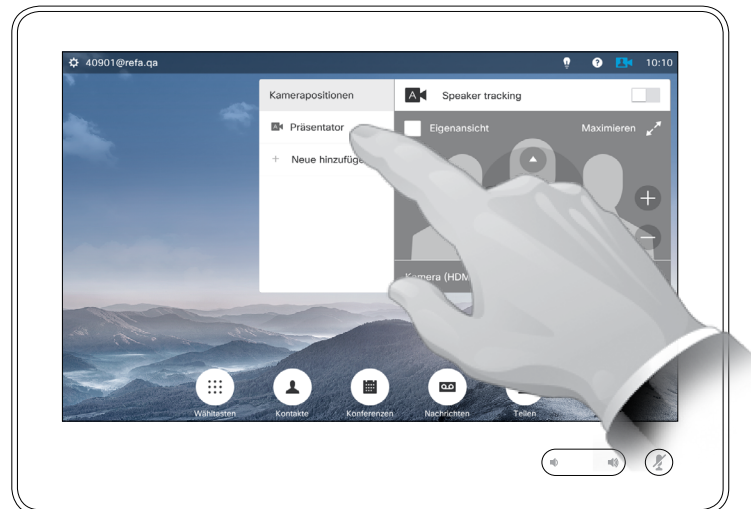 40901@refa.qa
10:10
Kamerapositionen
A
Speaker tracking
A
Präsentator
Eigenansicht
Maximieren
+ Neue hinzufüge
Kamera (HDM
Wähltasten
Kontakte
Konferenzen
Nachrichten
Teilen